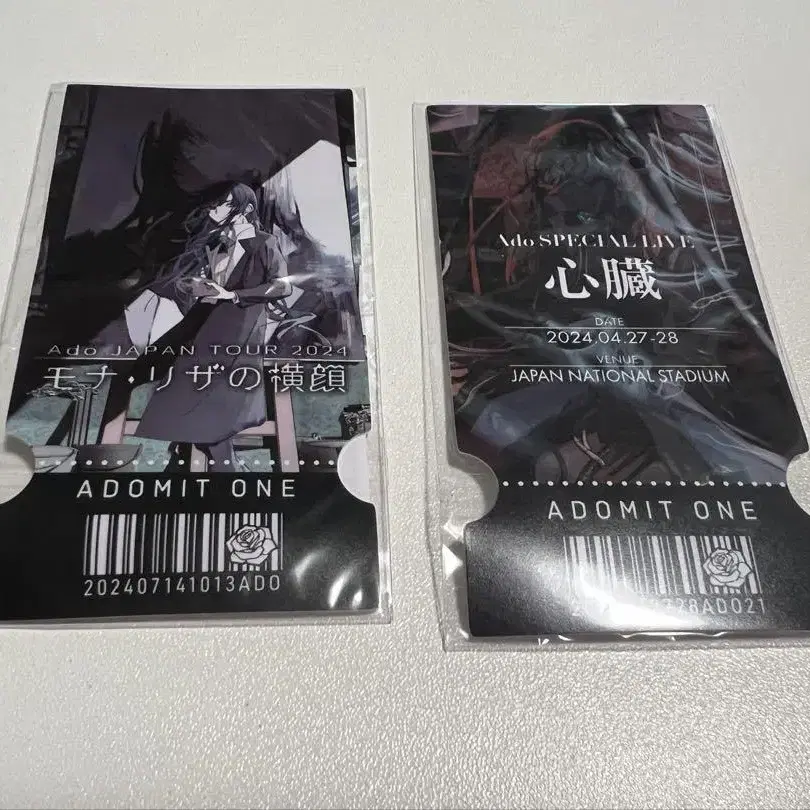 Ado JAPAN TOUR 2024
モナ・リザの横顔
ADOMIT ONE
202407141013ADO
Ado SPECIAL LIVE
心臓
DATE
2024.04.27-28
VENUE
JAPAN NATIONAL STADIUM
ADOMIT ONE